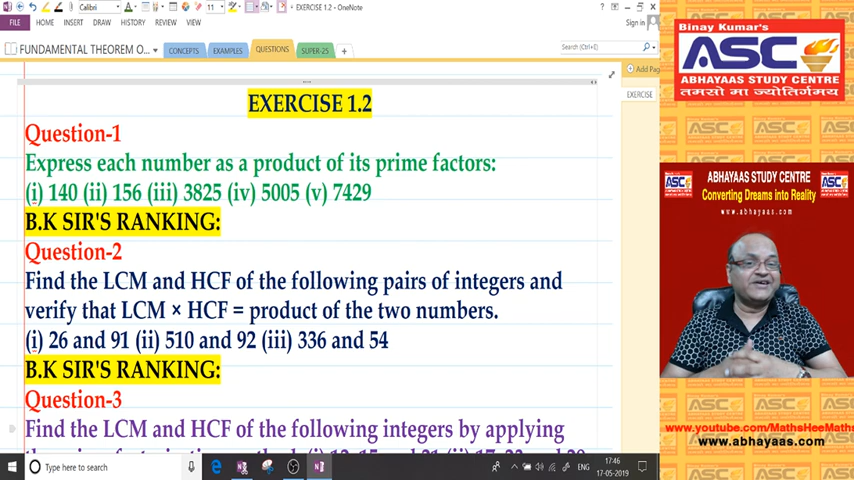 Calibri
11
EXERCISE 1.2 - OneNote
FILE
HOME
INSERT
DRAW
HISTORY
REVIEW
VIEW
Sign in
FUNDAMENTAL THEOREM O...
CONCEPTS
EXAMPLES
QUESTIONS
SUPER-25
Search (Ctrl+E)
Add Pag
EXERCISE
EXERCISE 1.2
Question-1
Express each number as a product of its prime factors:
(i) 140 (ii) 156 (iii) 3825 (iv) 5005 (v) 7429
B.K SIR'S RANKING:
Question-2
Find the LCM and HCF of the following pairs of integers and
verify that LCM × HCF = product of the two numbers.
(i) 26 and 91 (ii) 510 and 92 (iii) 336 and 54
B.K SIR'S RANKING:
Question-3
Find the LCM and HCF of the following integers by applying
Binay Kumar's
ASC
ABHAYAAS STUDY CENTRE
तमसो मा ज्योतिर्गमय
ABHAYAAS STUDY CENTRE
ASC
Converting Dreams into Reality
ASC
www.abhayaas.com
www.youtube.com/MathsHeeMaths
www.abhayaas.com
Type here to search
ENG
17:46
17-05-2019